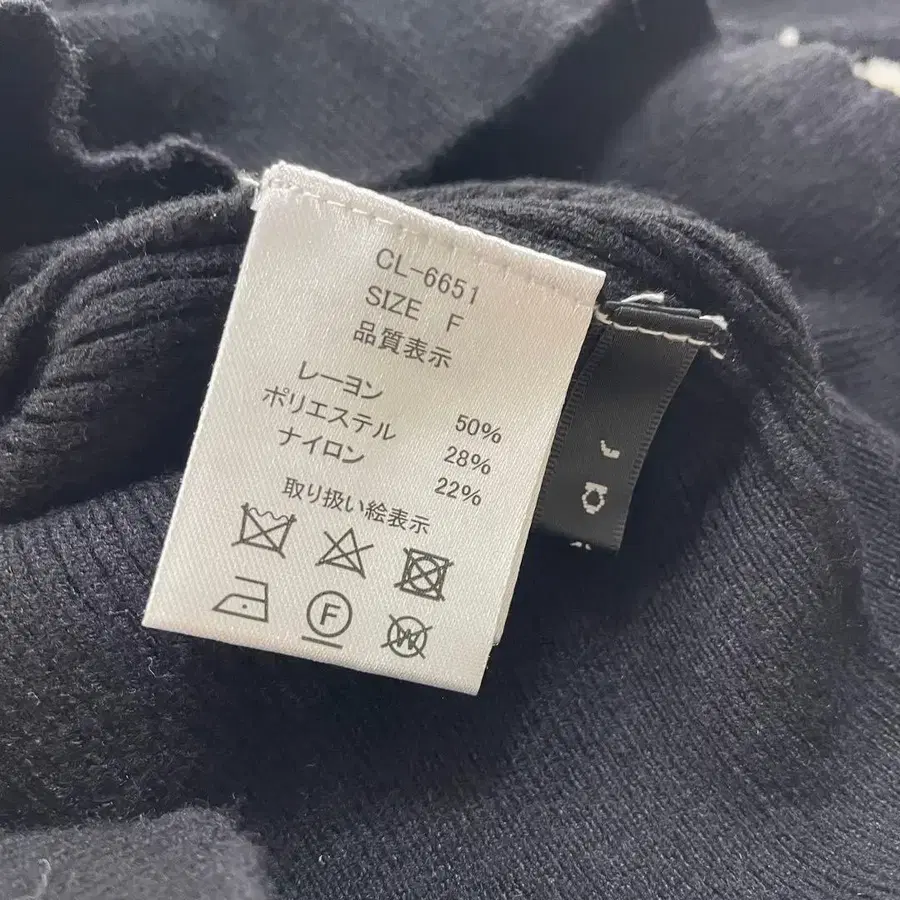 CL-6651
SIZE F
品質表示
レーヨン 50%
ポリエステル 28%
ナイロン 22%
取り扱い絵表示
F
W